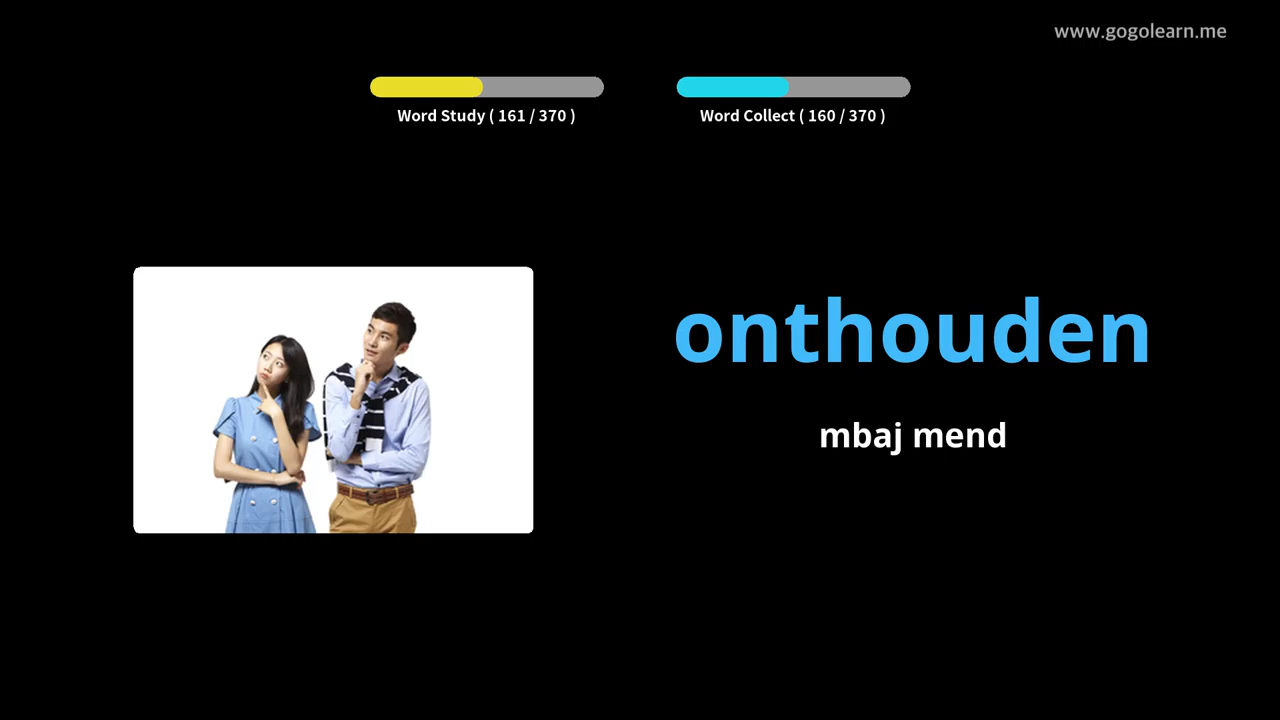 www.gogolearn.me
Word Study ( 161 / 370 )
Word Collect ( 160 / 370 )
onthouden
mbaj mend